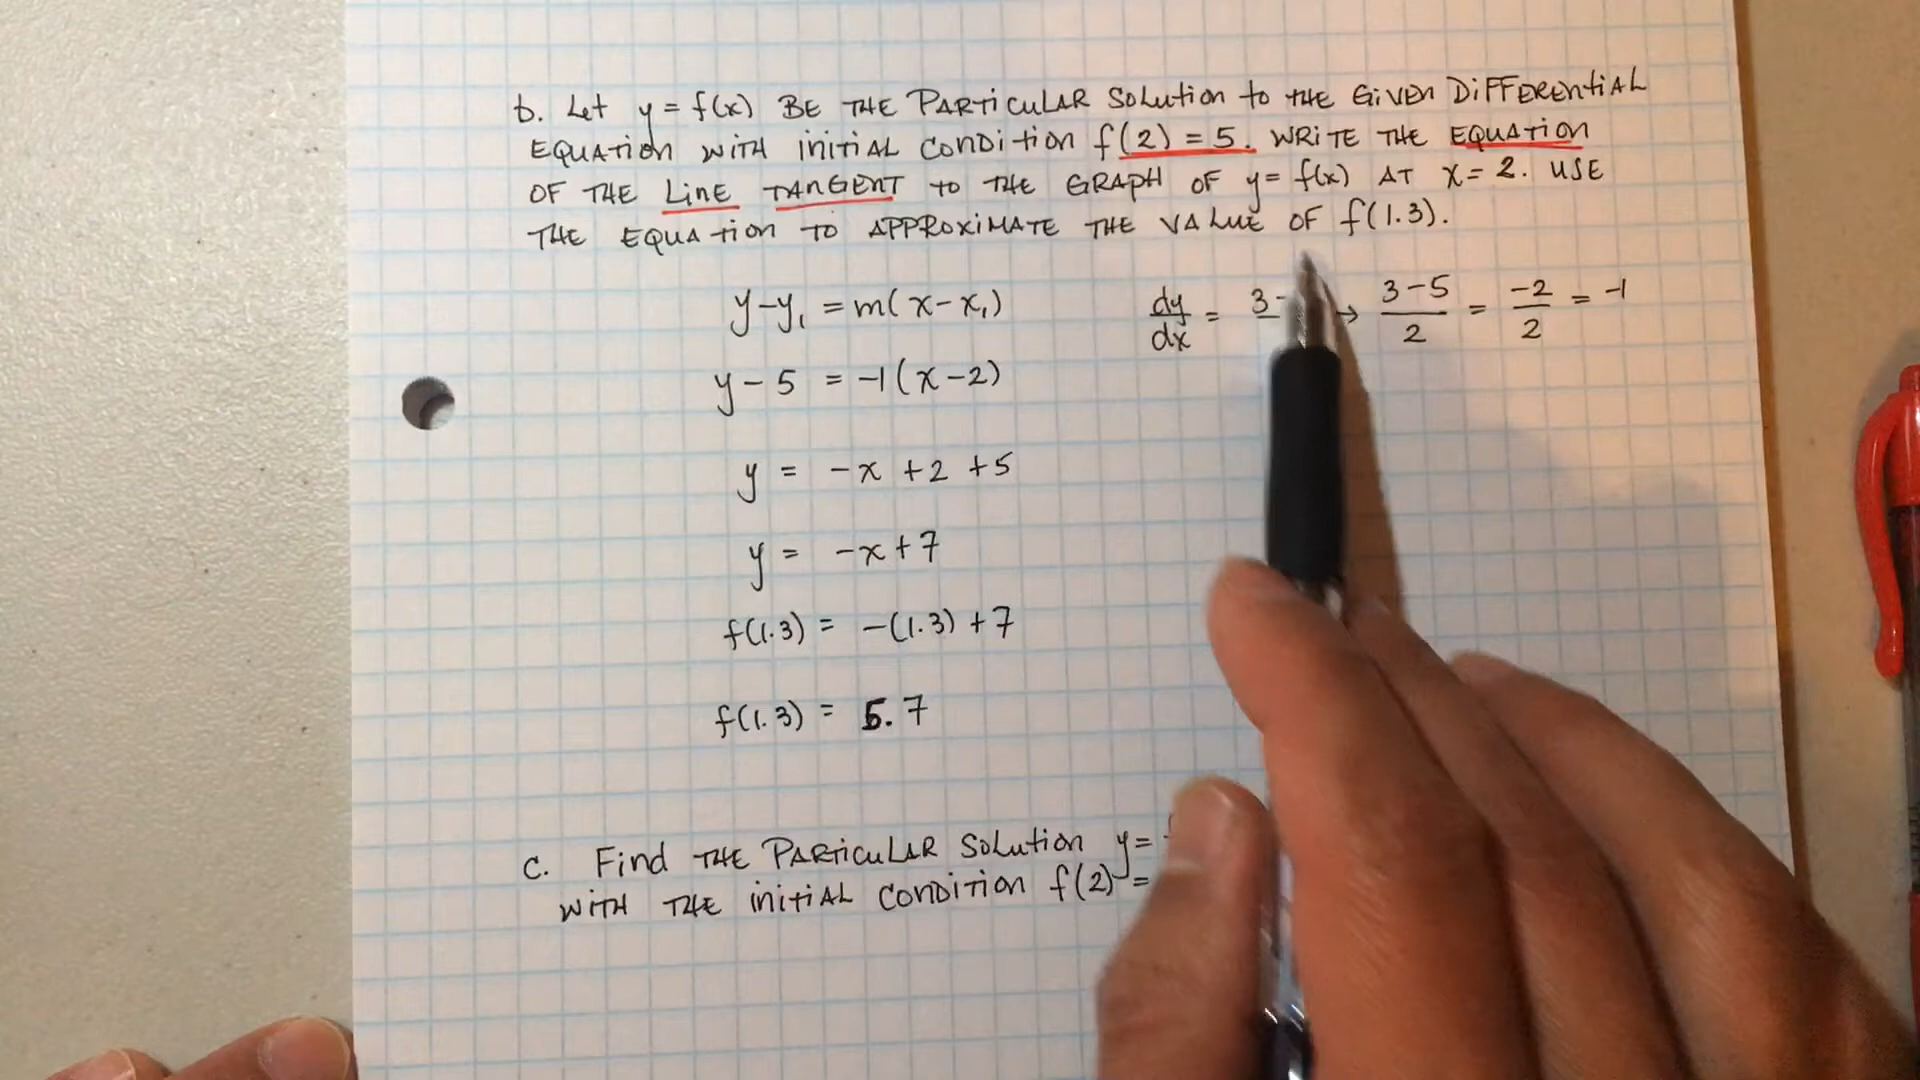 b. Let y = f(x) BE THE PARTiCULAR Solution to THE GiVEN DiFFERENtiAL
EQUATion WiTH initiAL ConDition f(2) = 5. WRiTE THE EQUATion
OF THE LinE TAnGENT to THE GRAPH OF y= f(x) AT x= 2. USE
THE EQUAtion TO APPROXiMATE THE VALUE OF f(1.3).
y-y₁ = m(x-x₁)
dy/dx = 3- → (3-5)/2 = -2/2 = -1
y - 5 = -1(x-2)
y = -x +2 +5
y = -x+7
f(1.3) = -(1.3) +7
f(1.3) = 5.7
c. Find THE PARTiCuLAR Solution y=
WiTH THE initiAL ConDiTion f(2) =